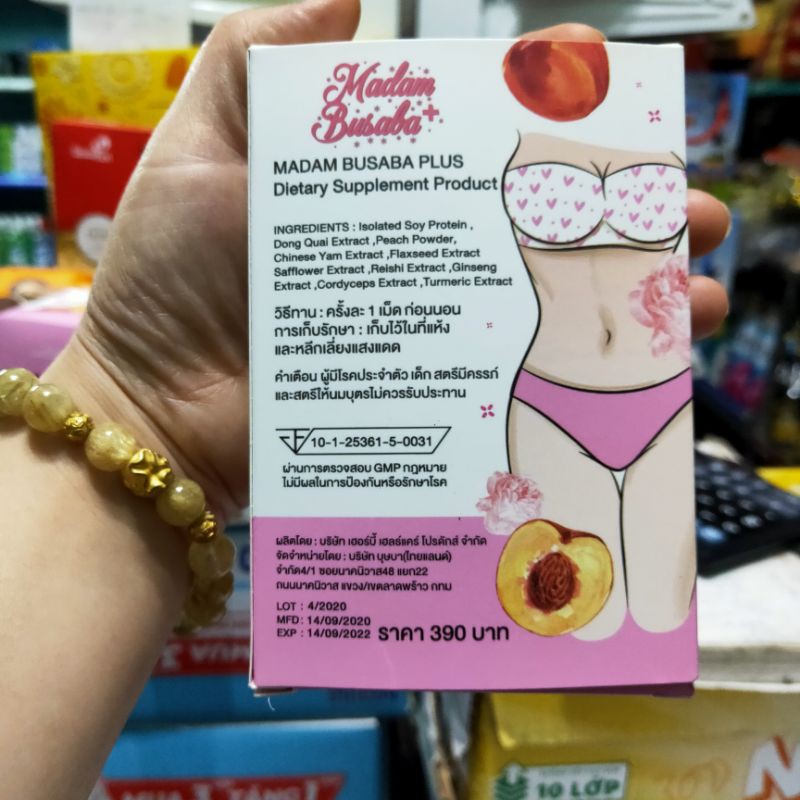 Madam
Busaba+
MADAM BUSABA PLUS
Dietary Supplement Product
INGREDIENTS : Isolated Soy Protein ,
Dong Quai Extract ,Peach Powder,
Chinese Yam Extract ,Flaxseed Extract
Safflower Extract ,Reishi Extract ,Ginseng
Extract ,Cordyceps Extract ,Turmeric Extract
วิธีทาน : ครั้งละ 1 เม็ด ก่อนนอน
การเก็บรักษา : เก็บไว้ในที่แห้ง
และหลีกเลี่ยงแสงแดด
คำเตือน ผู้มีโรคประจำตัว เด็ก สตรีมีครรภ์
และสตรีให้นมบุตรไม่ควรรับประทาน
10-1-25361-5-0031
ผ่านการตรวจสอบ GMP กฎหมาย
ไม่มีผลในการป้องกันหรือรักษาโรค
ผลิตโดย : บริษัท เฮอร์บี้ เฮลธ์แคร์ โปรดักส์ จำกัด
จัดจำหน่ายโดย : บริษัท บุษบา(ไทยแลนด์)
จำกัด4/1 ซอยนาคนิวาส48 แยก22
ถนนนาคนิวาส แขวง/เขตลาดพร้าว กทม
LOT : 4/2020
MFD : 14/09/2020
EXP : 14/09/2022 ราคา 390 บาท
MUA 3 TẶNG 1
10 LỚP